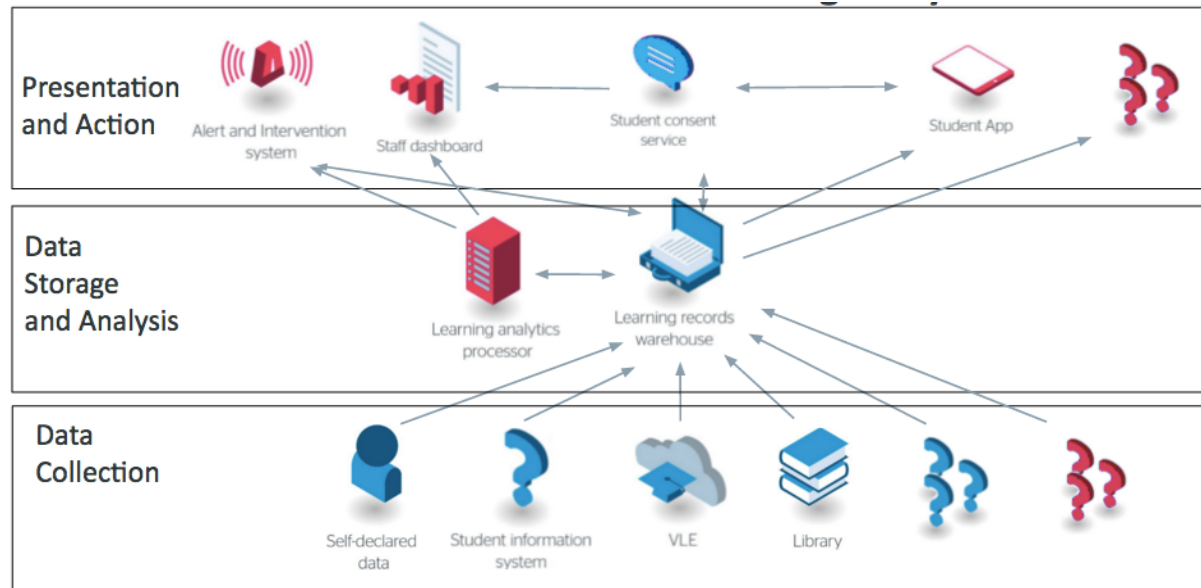 Presentation
and Action
Alert and Intervention
system
Staff dashboard
Student consent
service
Student App
Data
Storage
and Analysis
Learning analytics
processor
Learning records
warehouse
Data
Collection
Self-declared
data
Student information
system
VLE
Library